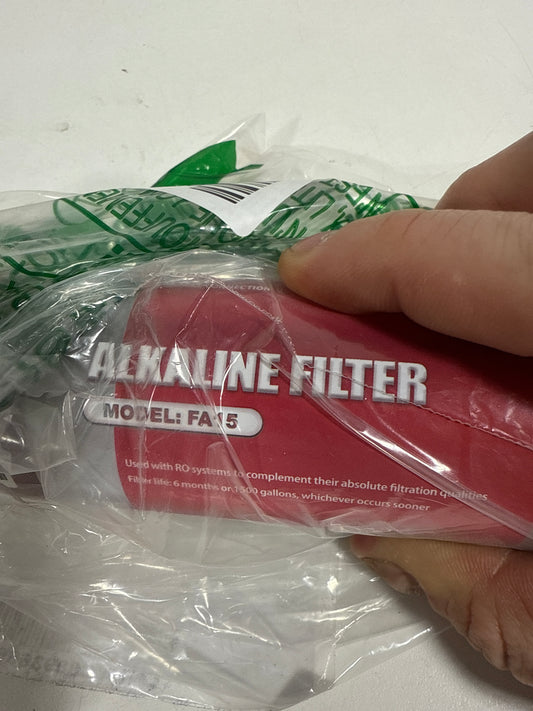 ALKALINE FILTER
MODEL: FA15
Used with RO systems to complement their absolute filtration qualities
Filter life: 6 months or 1500 gallons, whichever occurs sooner